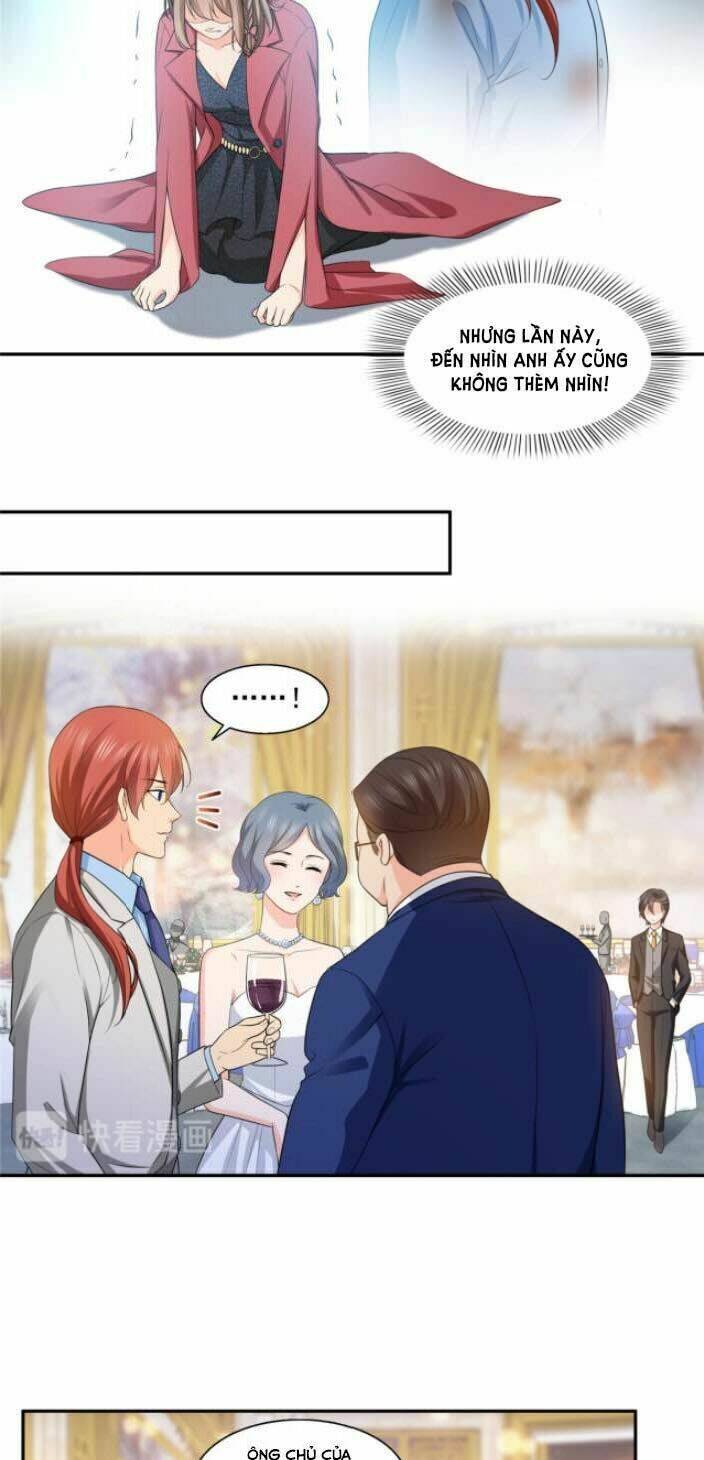 NHƯNG LẦN NÀY,
ĐẾN NHÌN ANH ẤY CŨNG
KHÔNG THÈM NHÌN!
......!
快看漫画
ÔNG CHỦ CỦA